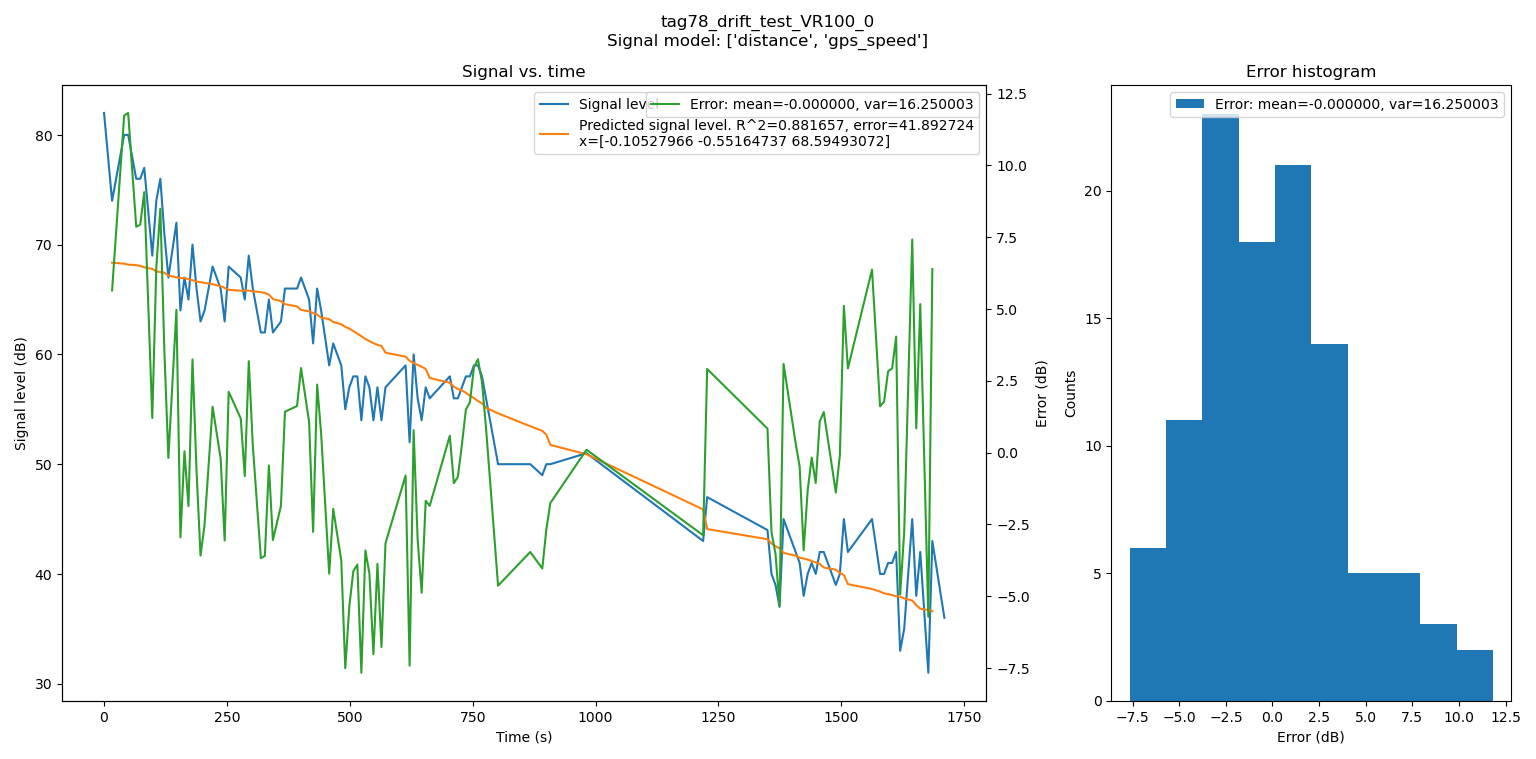 tag78_drift_test_VR100_0
Signal model: ['distance', 'gps_speed']
Signal vs. time
Signal level
Predicted signal level. R^2=0.881657, error=41.892724
x=[-0.10527966 -0.55164737 68.59493072]
Error: mean=-0.000000, var=16.250003
Signal level (dB)
80
70
60
50
40
30
0
250
500
750
1000
1250
1500
1750
Time (s)
12.5
10.0
7.5
5.0
2.5
0.0
−2.5
−5.0
−7.5
Error (dB)
Error histogram
Error: mean=-0.000000, var=16.250003
Counts
20
15
10
5
0
−7.5
−5.0
−2.5
0.0
2.5
5.0
7.5
10.0
12.5
Error (dB)